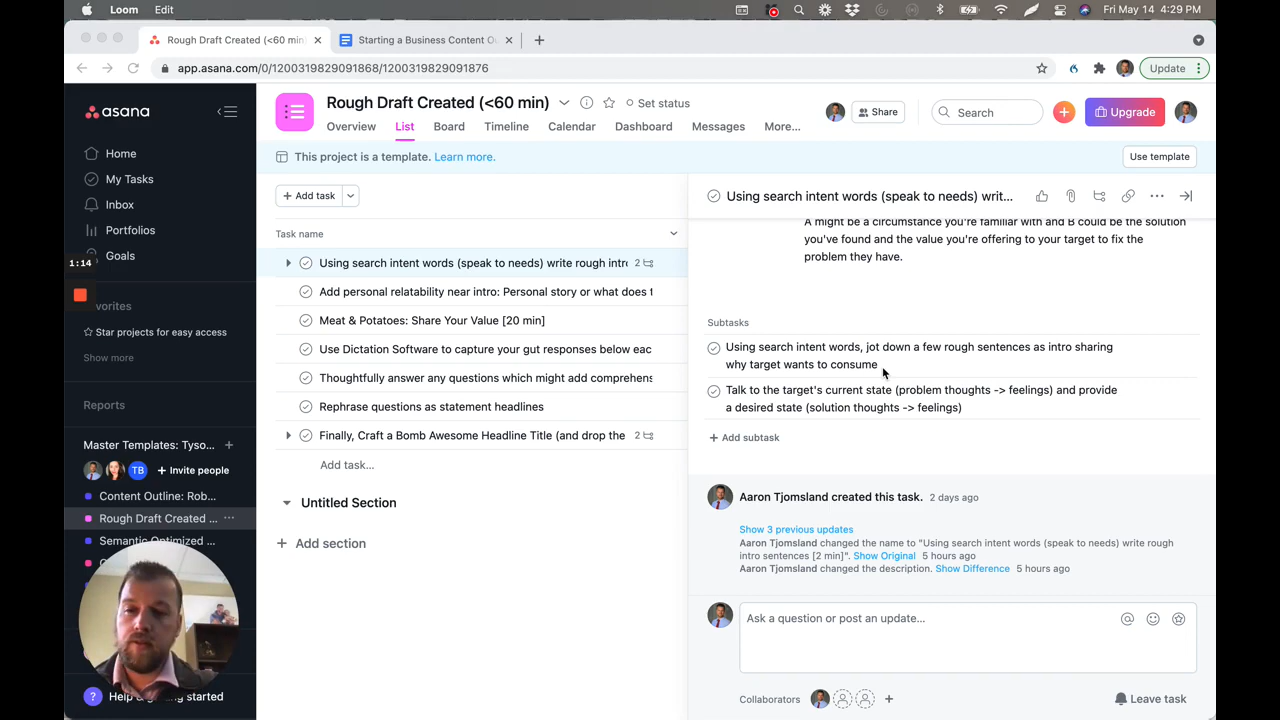 Loom Edit Fri May 14 4:29 PM
Rough Draft Created (<60 min Starting a Business Content Ou
app.asana.com/0/1200319829091868/1200319829091876 Update
asana
Home
My Tasks
Inbox
Portfolios
Goals
1:14
vorites
Star projects for easy access
Show more
Reports
Master Templates: Tyso...
TB Invite people
Content Outline: Rob...
Rough Draft Created ...
Semantic Optimized ...
Help getting started
Rough Draft Created (<60 min) Set status
Overview List Board Timeline Calendar Dashboard Messages More...
Share Search Upgrade
This project is a template. Learn more. Use template
Add task
Task name
Using search intent words (speak to needs) write rough intr 2
Add personal relatability near intro: Personal story or what does t
Meat & Potatoes: Share Your Value [20 min]
Use Dictation Software to capture your gut responses below eac
Thoughtfully answer any questions which might add comprehens
Rephrase questions as statement headlines
Finally, Craft a Bomb Awesome Headline Title (and drop the 2
Add task...
Untitled Section
Add section
Using search intent words (speak to needs) writ...
A might be a circumstance you're familiar with and B could be the solution
you've found and the value you're offering to your target to fix the
problem they have.
Subtasks
Using search intent words, jot down a few rough sentences as intro sharing
why target wants to consume
Talk to the target's current state (problem thoughts -> feelings) and provide
a desired state (solution thoughts -> feelings)
Add subtask
Aaron Tjomsland created this task. 2 days ago
Show 3 previous updates
Aaron Tjomsland changed the name to "Using search intent words (speak to needs) write rough
intro sentences [2 min]". Show Original 5 hours ago
Aaron Tjomsland changed the description. Show Difference 5 hours ago
Ask a question or post an update...
Collaborators Leave task